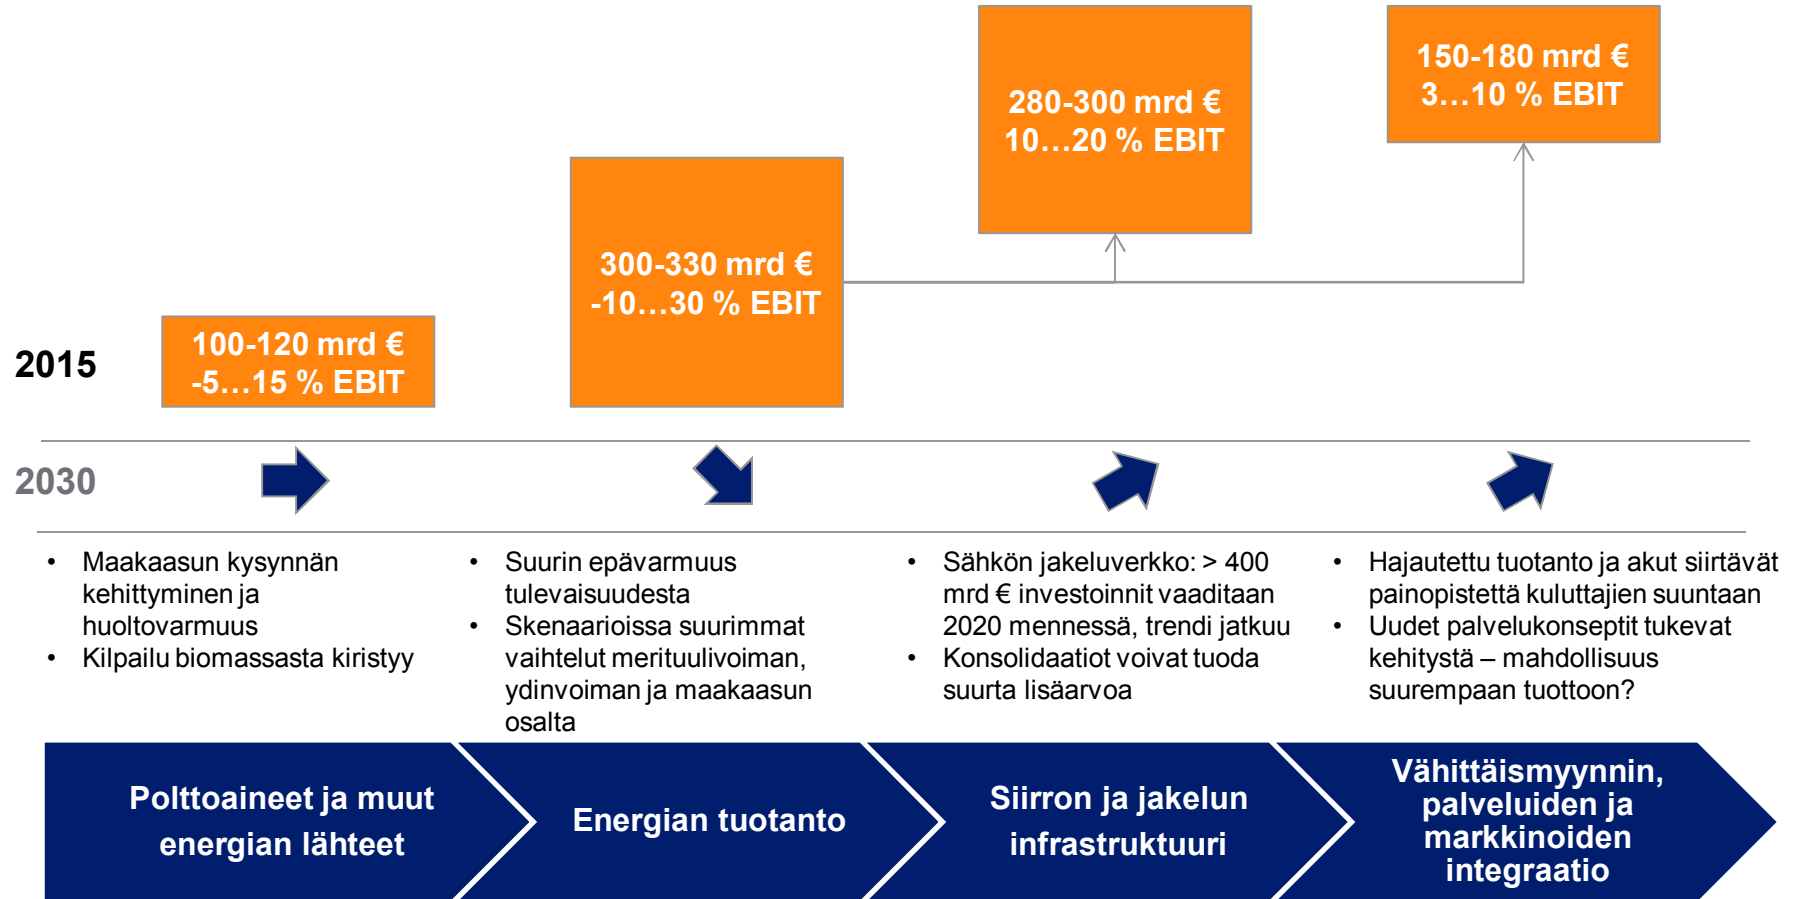 280-300 mrd €
10…20 % EBIT
150-180 mrd €
3…10 % EBIT
300-330 mrd €
-10…30 % EBIT
2015
100-120 mrd €
-5…15 % EBIT
2030
• Maakaasun kysynnän
kehittyminen ja
huoltovarmuus
• Kilpailu biomassasta kiristyy
• Suurin epävarmuus
tulevaisuudesta
• Skenaarioissa suurimmat
vaihtelut merituulivoiman,
ydinvoiman ja maakaasun
osalta
• Sähkön jakeluverkko: > 400
mrd € investoinnit vaaditaan
2020 mennessä, trendi jatkuu
• Konsolidaatiot voivat tuoda
suurta lisäarvoa
• Hajautettu tuotanto ja akut siirtävät
painopistettä kuluttajien suuntaan
• Uudet palvelukonseptit tukevat
kehitystä – mahdollisuus
suurempaan tuottoon?
Polttoaineet ja muut
energian lähteet
Energian tuotanto
Siirron ja jakelun
infrastruktuuri
Vähittäismyynnin,
palveluiden ja
markkinoiden
integraatio